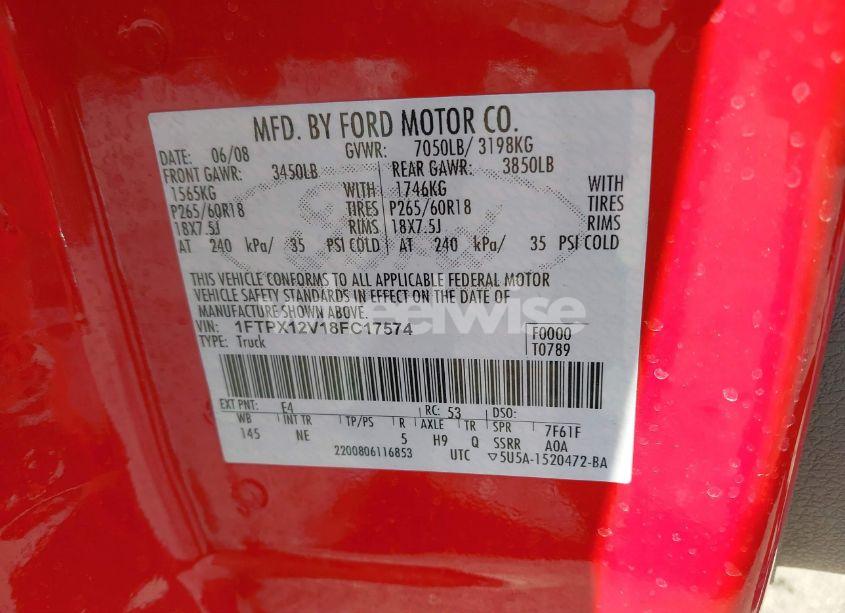 MFD. BY FORD MOTOR CO.
DATE: 06/08 GVWR: 7050LB/ 3198KG
FRONT GAWR: 3450LB REAR GAWR: 3850LB
1565KG WITH 1746KG WITH
P265/60R18 TIRES P265/60R18 TIRES
18X7.5J RIMS 18X7.5J RIMS
AT 240 kPa/ 35 PSI COLD AT 240 kPa/ 35 PSI COLD
THIS VEHICLE CONFORMS TO ALL APPLICABLE FEDERAL MOTOR
VEHICLE SAFETY STANDARDS IN EFFECT ON THE DATE OF
MANUFACTURE SHOWN ABOVE.
VIN: 1FTPX12V18FC17574 F0000
TYPE: Truck T0789
EXT PNT: E4 RC: 53 DSO:
WB INT TR TP/PS R AXLE TR SPR 7F61F
145 NE 5 H9 Q SSRR A0A
2200806116853 UTC ▽5U5A-1520472-BA